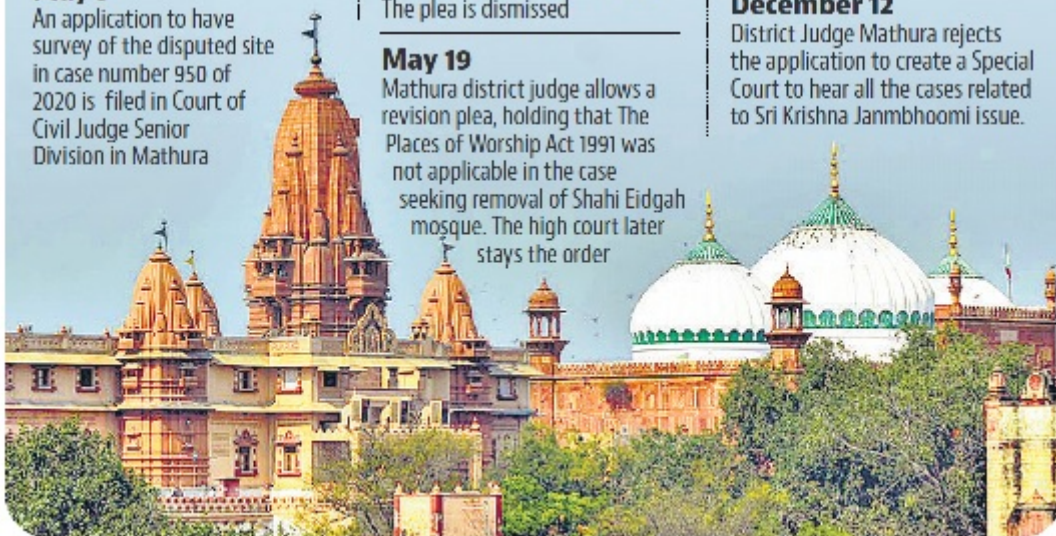 An application to have
survey of the disputed site
in case number 950 of
2020 is filed in Court of
Civil Judge Senior
Division in Mathura
The plea is dismissed
May 19
Mathura district judge allows a
revision plea, holding that The
Places of Worship Act 1991 was
not applicable in the case
seeking removal of Shahi Eidgah
mosque. The high court later
stays the order
December 12
District Judge Mathura rejects
the application to create a Special
Court to hear all the cases related
to Sri Krishna Janmbhoomi issue.